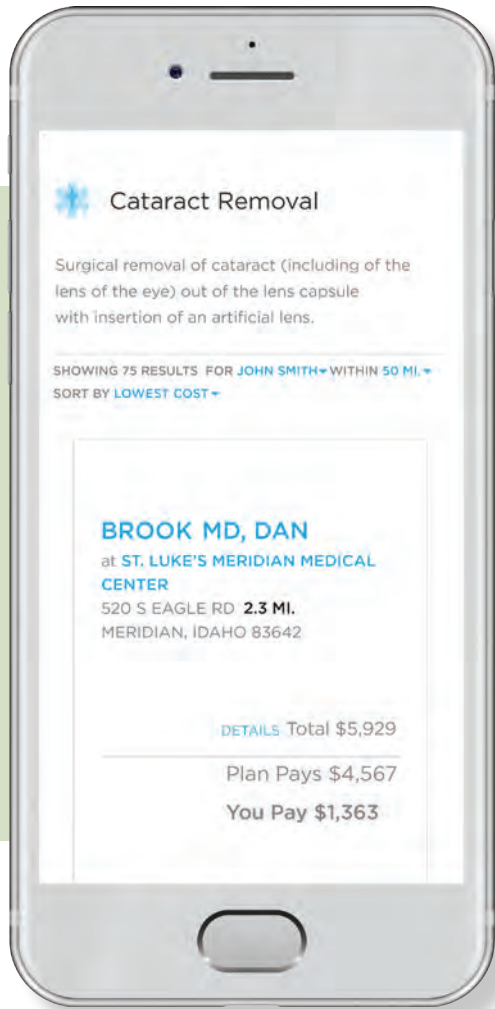 Cataract Removal
Surgical removal of cataract (including of the
lens of the eye) out of the lens capsule
with insertion of an artificial lens.
SHOWING 75 RESULTS FOR JOHN SMITH WITHIN 50 MI.
SORT BY LOWEST COST
BROOK MD, DAN
at ST. LUKE'S MERIDIAN MEDICAL
CENTER
520 S EAGLE RD 2.3 MI.
MERIDIAN, IDAHO 83642
DETAILS Total $5,929
Plan Pays $4,567
You Pay $1,363